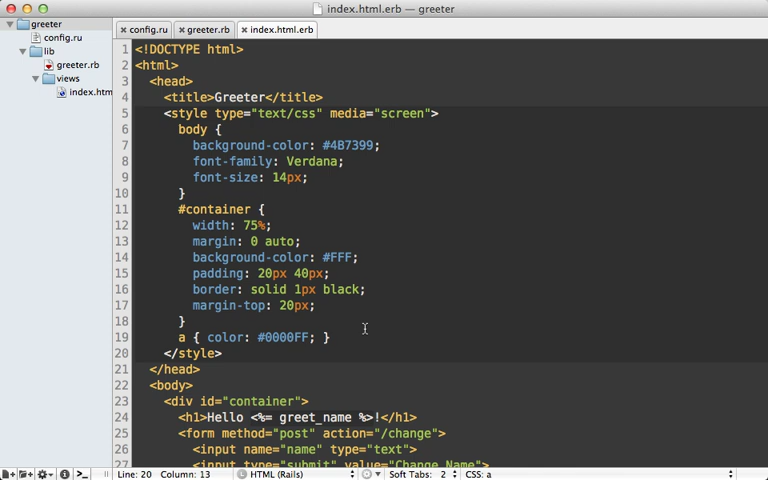 index.html.erb — greeter
greeter
config.ru
lib
greeter.rb
views
index.htm
config.ru
greeter.rb
index.html.erb
1 <!DOCTYPE html>
2 <html>
3 <head>
4 <title>Greeter</title>
5 <style type="text/css" media="screen">
6 body {
7 background-color: #4B7399;
8 font-family: Verdana;
9 font-size: 14px;
10 }
11 #container {
12 width: 75%;
13 margin: 0 auto;
14 background-color: #FFF;
15 padding: 20px 40px;
16 border: solid 1px black;
17 margin-top: 20px;
18 }
19 a { color: #0000FF; }
20 </style>
21 </head>
22 <body>
23 <div id="container">
24 <h1>Hello <%= greet_name %>!</h1>
25 <form method="post" action="/change">
26 <input name="name" type="text">
27 <input type="submit" value="Change Name">
Line: 20 Column: 13
L HTML (Rails)
Soft Tabs: 2
CSS: a